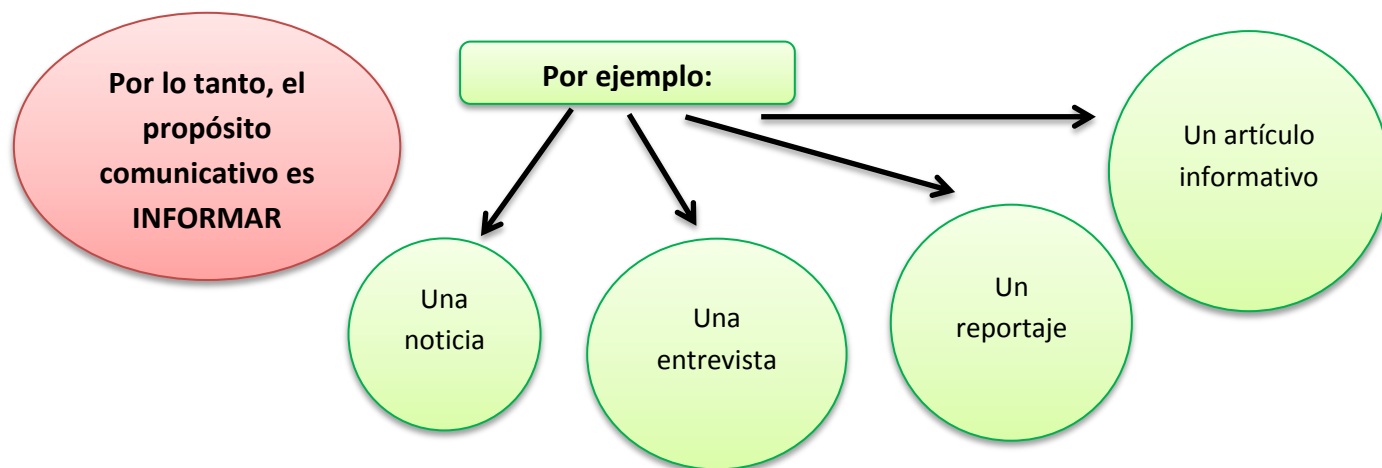 Por lo tanto, el
propósito
comunicativo es
INFORMAR
Por ejemplo:
Una
noticia
Una
entrevista
Un
reportaje
Un artículo
informativo